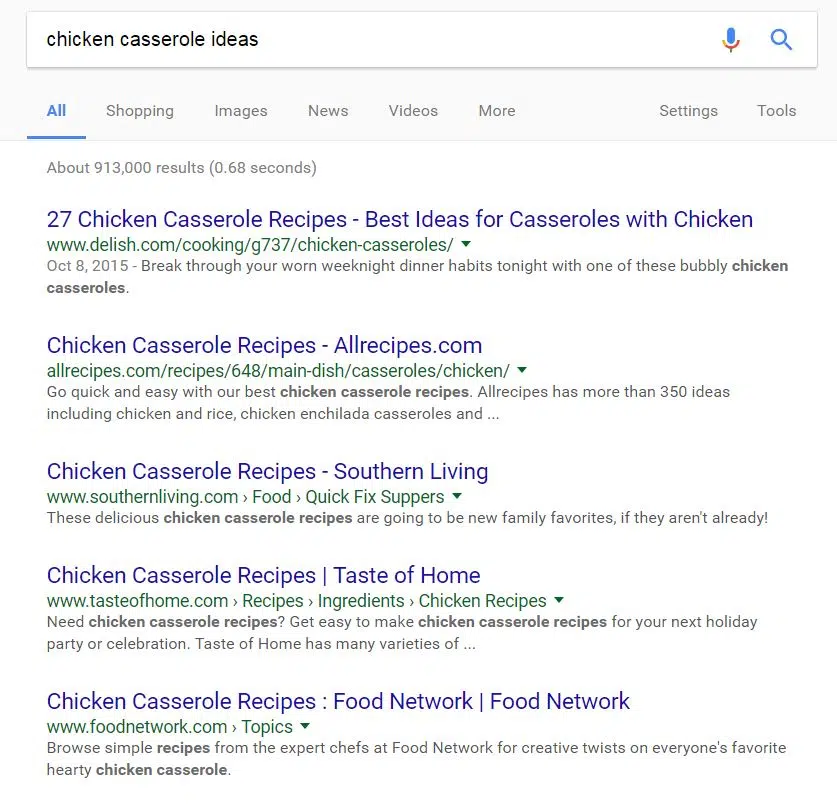 chicken casserole ideas
All Shopping Images News Videos More Settings Tools
About 913,000 results (0.68 seconds)
27 Chicken Casserole Recipes - Best Ideas for Casseroles with Chicken
www.delish.com/cooking/g737/chicken-casseroles/
Oct 8, 2015 - Break through your worn weeknight dinner habits tonight with one of these bubbly chicken
casseroles.
Chicken Casserole Recipes - Allrecipes.com
allrecipes.com/recipes/648/main-dish/casseroles/chicken/
Go quick and easy with our best chicken casserole recipes. Allrecipes has more than 350 ideas
including chicken and rice, chicken enchilada casseroles and ...
Chicken Casserole Recipes - Southern Living
www.southernliving.com › Food › Quick Fix Suppers
These delicious chicken casserole recipes are going to be new family favorites, if they aren't already!
Chicken Casserole Recipes | Taste of Home
www.tasteofhome.com › Recipes › Ingredients › Chicken Recipes
Need chicken casserole recipes? Get easy to make chicken casserole recipes for your next holiday
party or celebration. Taste of Home has many varieties of ...
Chicken Casserole Recipes : Food Network | Food Network
www.foodnetwork.com › Topics
Browse simple recipes from the expert chefs at Food Network for creative twists on everyone's favorite
hearty chicken casserole.